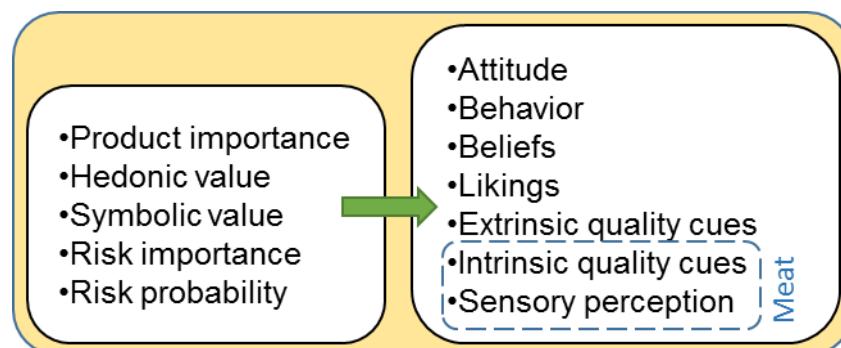 •Product importance
•Hedonic value
•Symbolic value
•Risk importance
•Risk probability
•Attitude
•Behavior
•Beliefs
•Likings
•Extrinsic quality cues
•Intrinsic quality cues
•Sensory perception
Meat